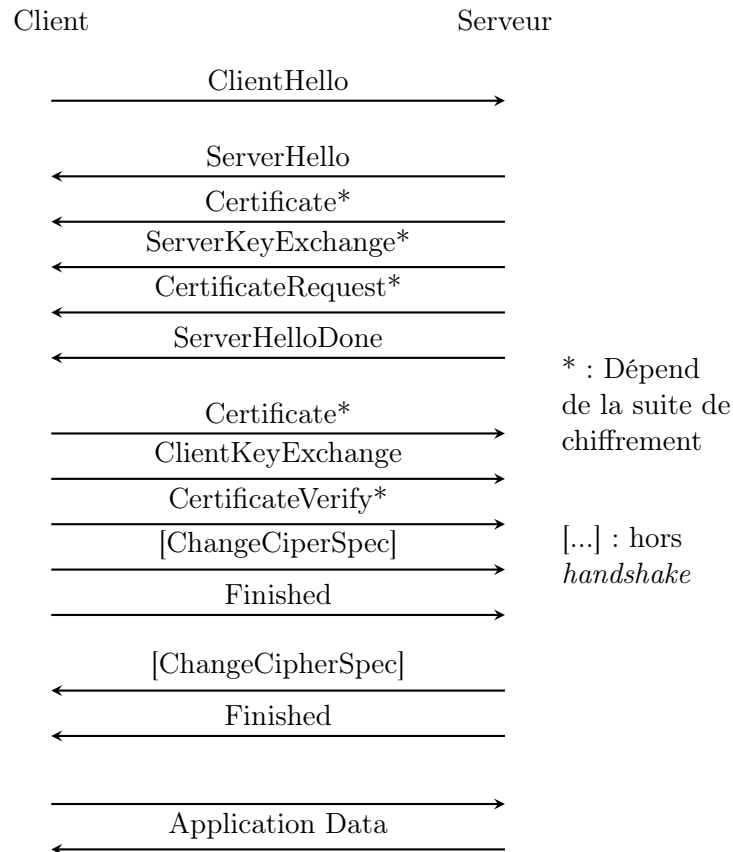 Client Serveur
ClientHello
ServerHello
Certificate*
ServerKeyExchange*
CertificateRequest*
ServerHelloDone
* : Dépend
de la suite de
chiffrement
Certificate*
ClientKeyExchange
CertificateVerify*
[ChangeCiperSpec]
[...] : hors
handshake
Finished
[ChangeCipherSpec]
Finished
Application Data